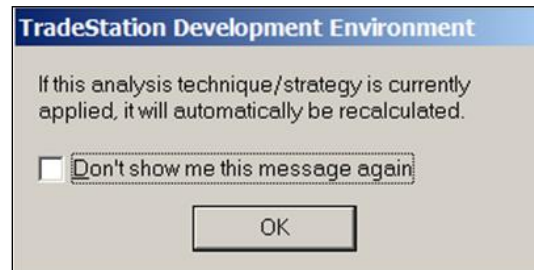 TradeStation Development Environment
If this analysis technique/strategy is currently
applied, it will automatically be recalculated.
Don't show me this message again
OK